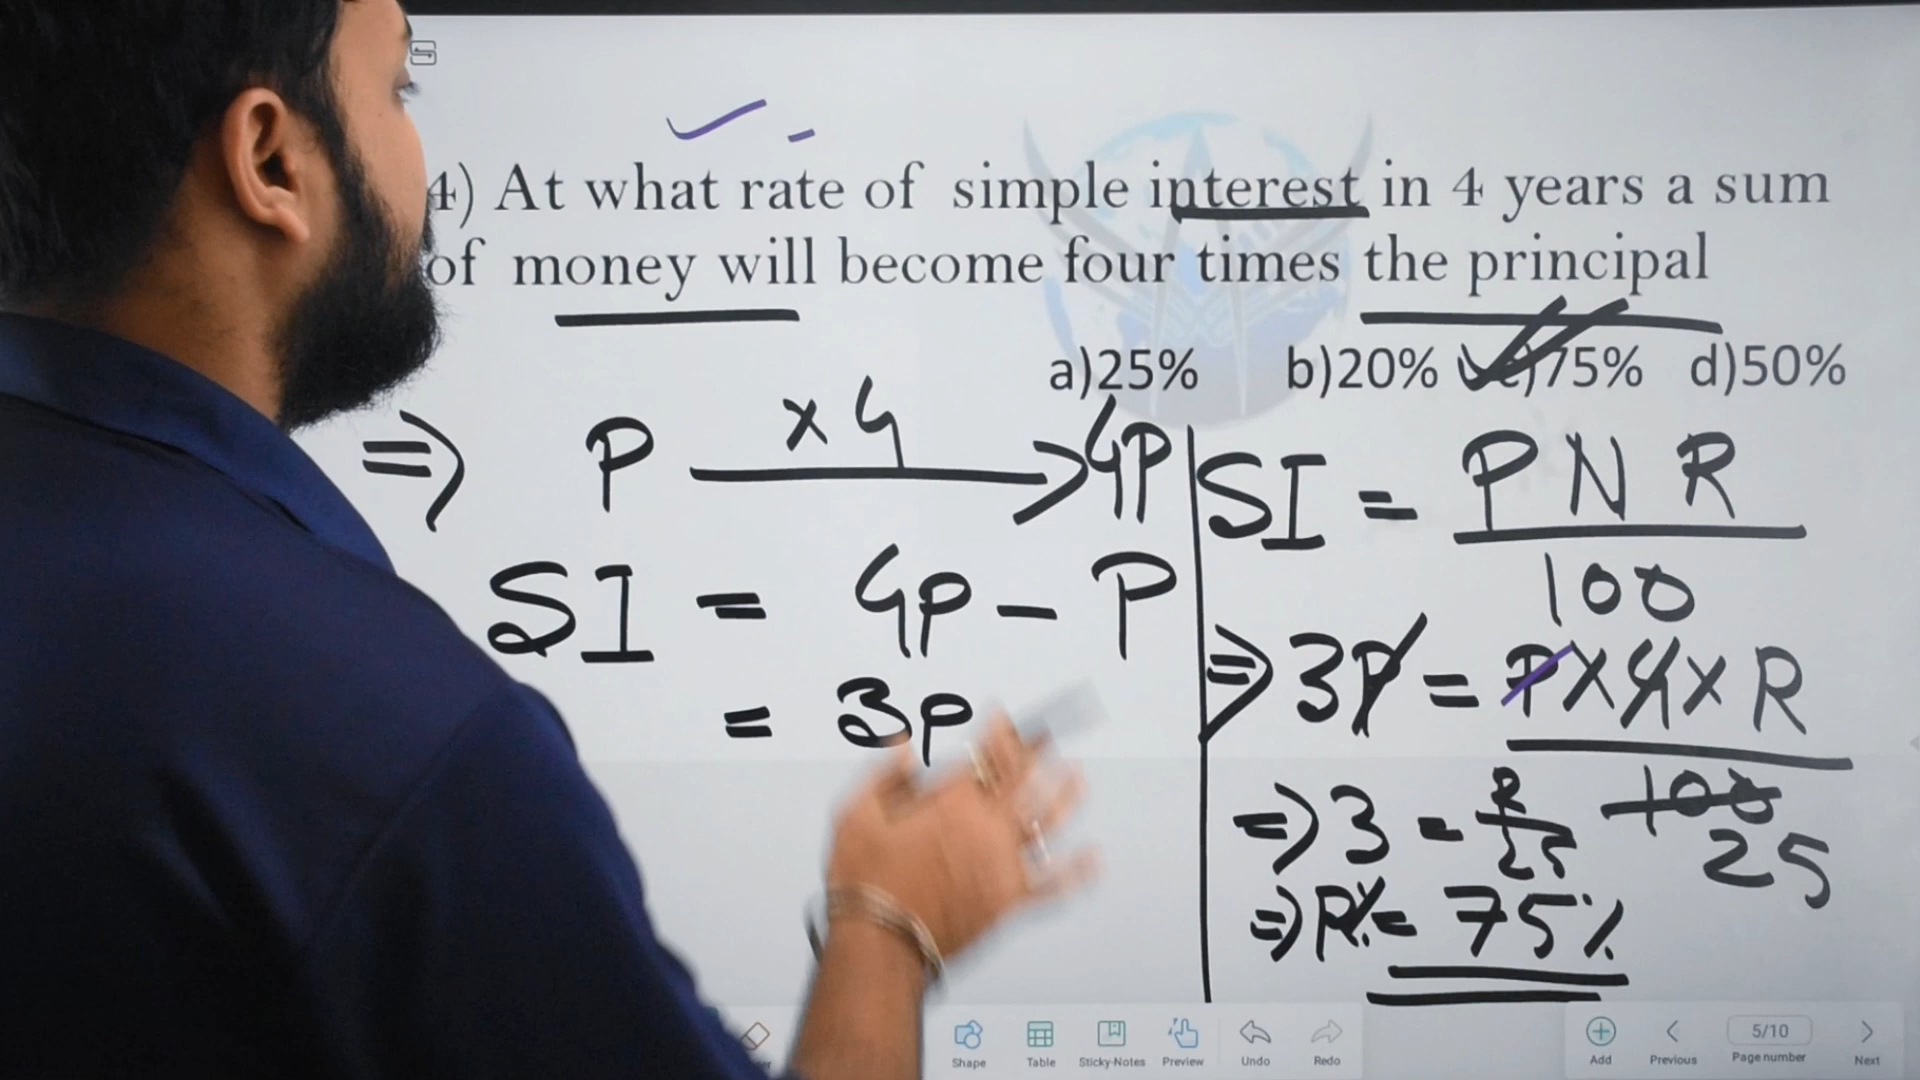 4) At what rate of simple interest in 4 years a sum
of money will become four times the principal
a)25% b)20% c)75% d)50%
=> P ×4 → 4P
SI = 4P - P
= 3P
SI = P N R
100
=> 3P = P×4×R
100
25
=> 3 = R
25
=> R% = 75%
Shape
Table
Sticky Notes
Preview
Undo
Redo
Add
Previous
5/10
Page number
Next